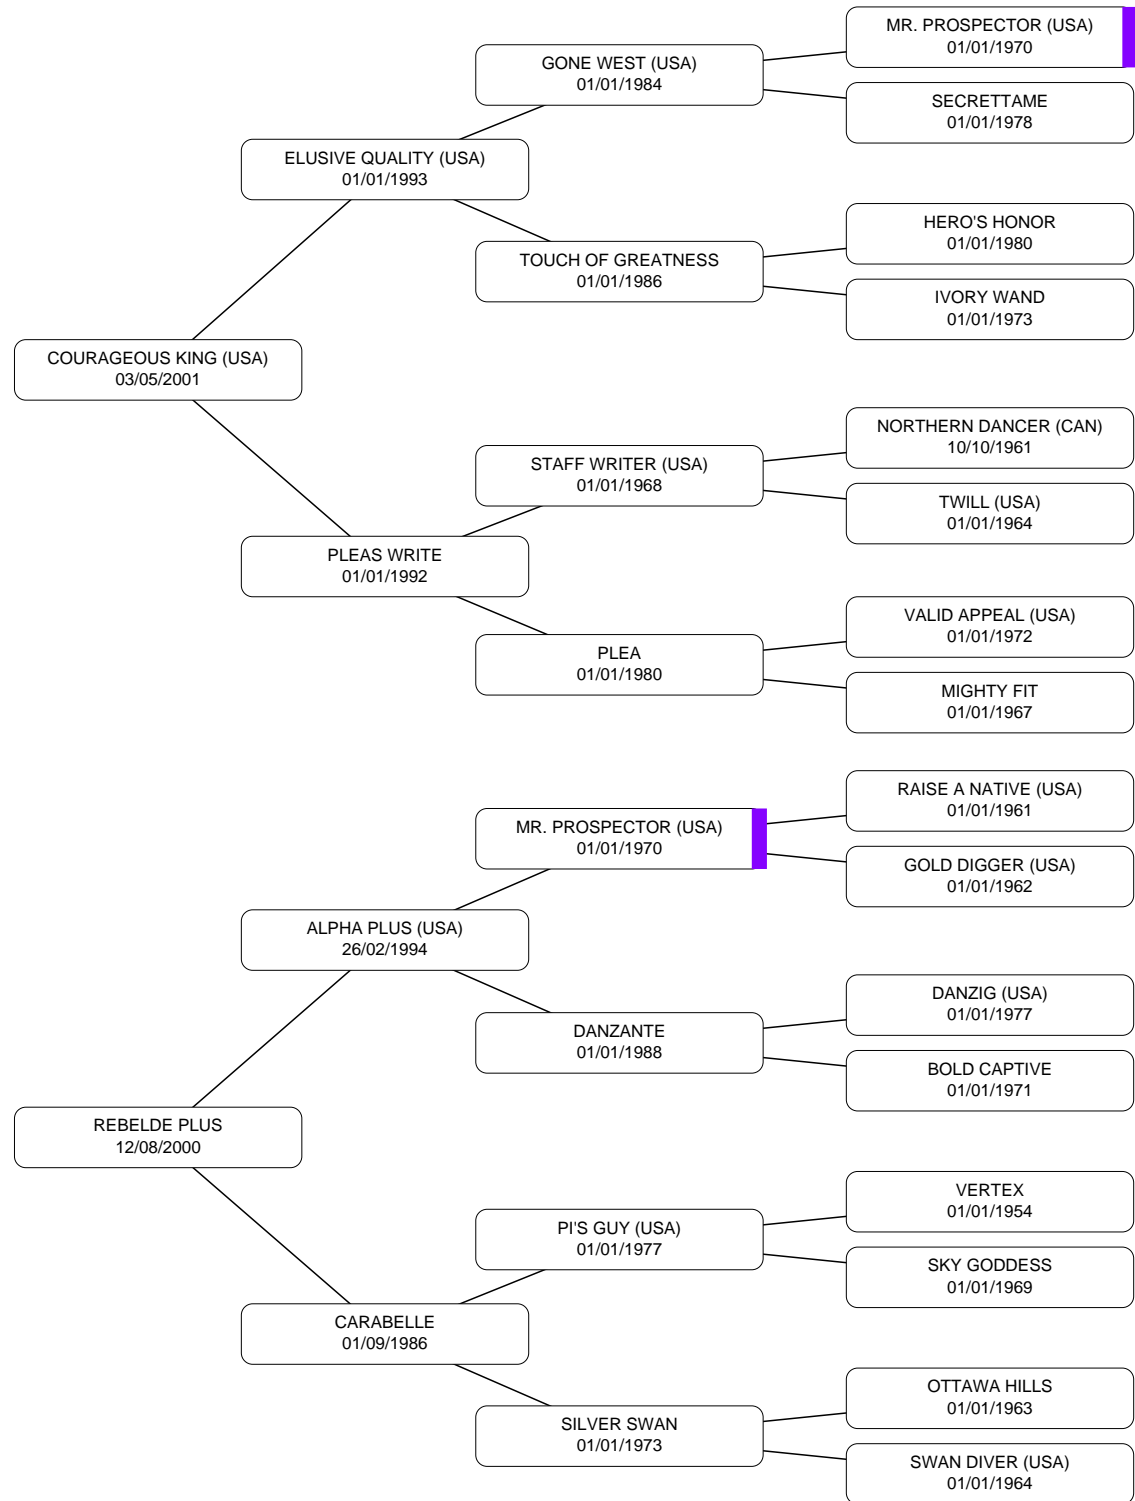 MR. PROSPECTOR (USA)
01/01/1970
GONE WEST (USA)
01/01/1984
SECRETTAME
01/01/1978
ELUSIVE QUALITY (USA)
01/01/1993
HERO'S HONOR
01/01/1980
TOUCH OF GREATNESS
01/01/1986
IVORY WAND
01/01/1973
COURAGEOUS KING (USA)
03/05/2001
NORTHERN DANCER (CAN)
10/10/1961
STAFF WRITER (USA)
01/01/1968
TWILL (USA)
01/01/1964
PLEAS WRITE
01/01/1992
VALID APPEAL (USA)
01/01/1972
PLEA
01/01/1980
MIGHTY FIT
01/01/1967
RAISE A NATIVE (USA)
01/01/1961
MR. PROSPECTOR (USA)
01/01/1970
GOLD DIGGER (USA)
01/01/1962
ALPHA PLUS (USA)
26/02/1994
DANZIG (USA)
01/01/1977
DANZANTE
01/01/1988
BOLD CAPTIVE
01/01/1971
REBELDE PLUS
12/08/2000
VERTEX
01/01/1954
PI'S GUY (USA)
01/01/1977
SKY GODDESS
01/01/1969
CARABELLE
01/09/1986
OTTAWA HILLS
01/01/1963
SILVER SWAN
01/01/1973
SWAN DIVER (USA)
01/01/1964